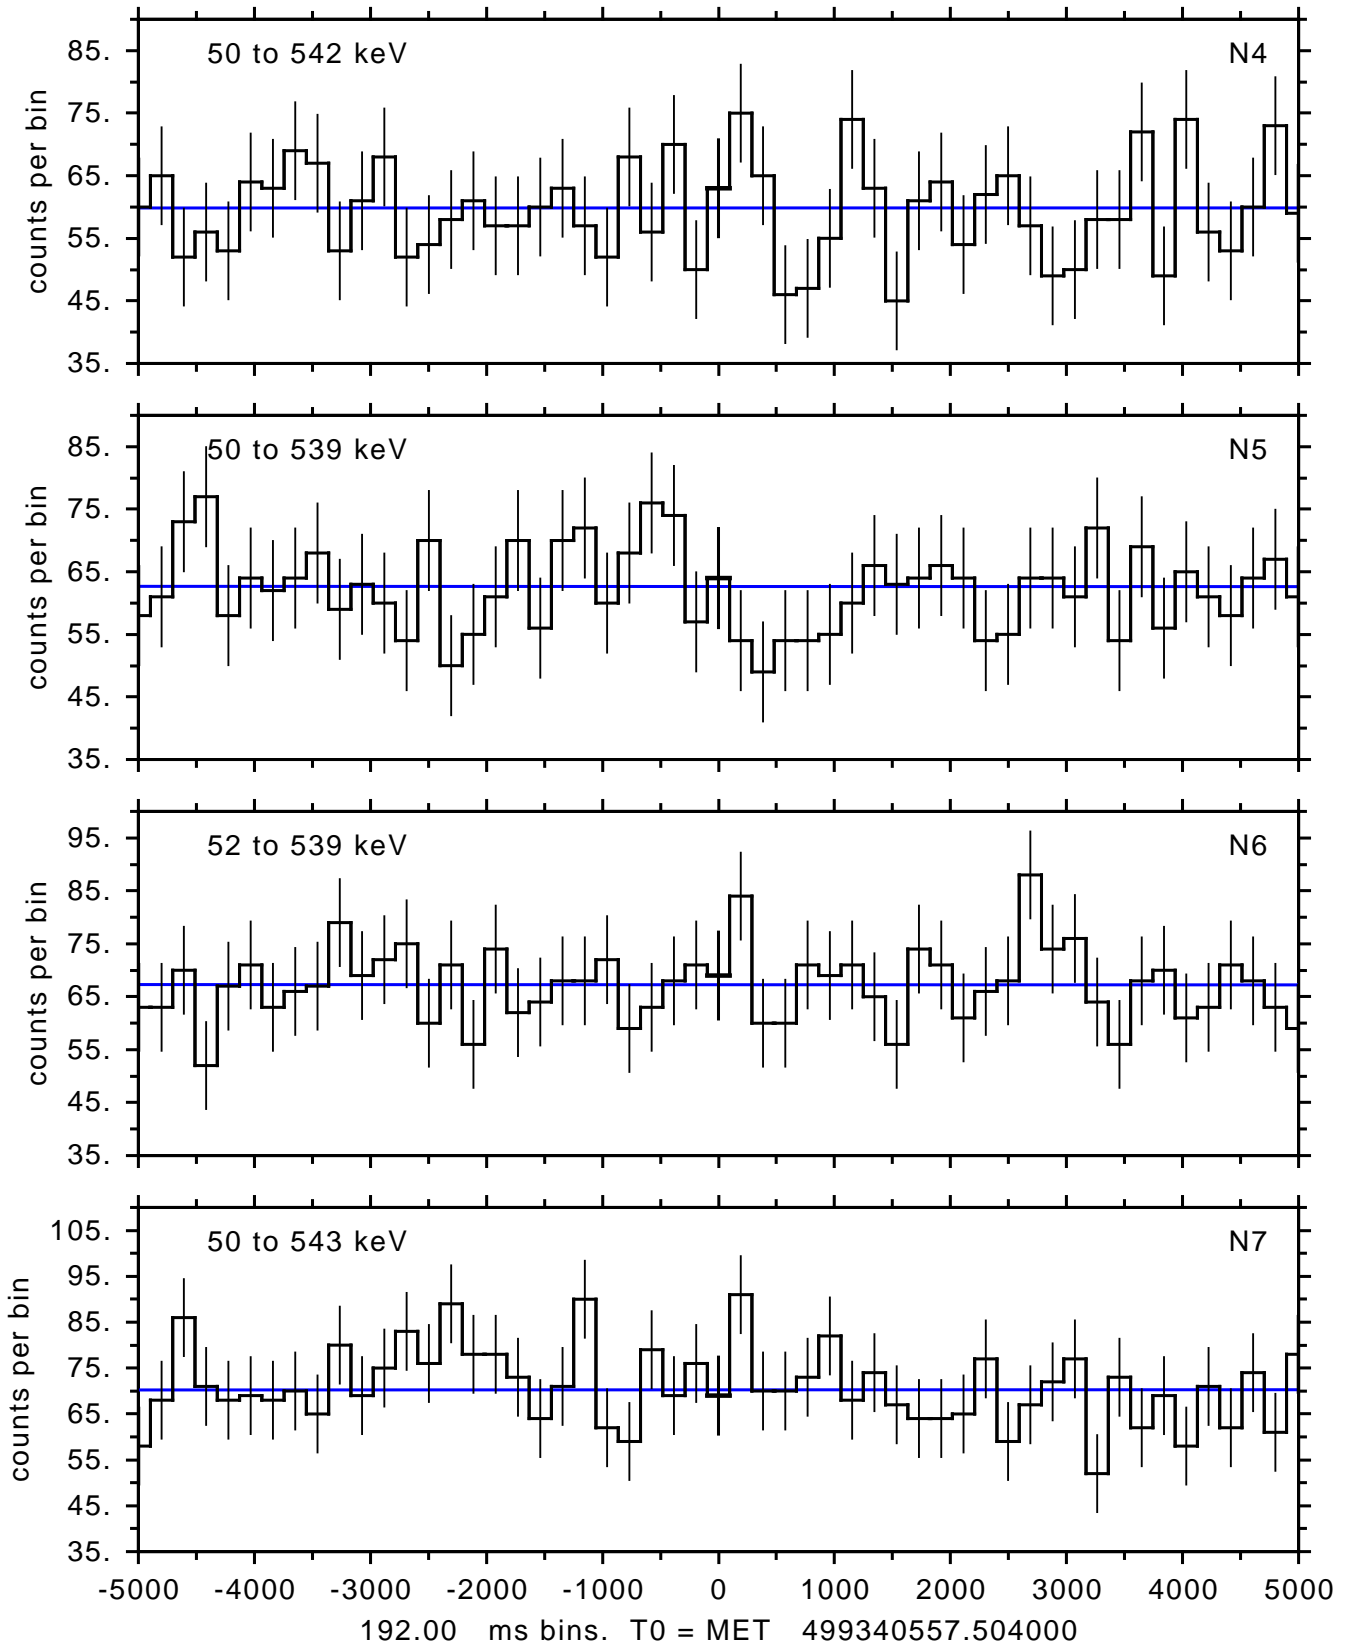 50 to 542 keV N4
counts per bin
85.
75.
65.
55.
45.
35.
50 to 539 keV N5
counts per bin
85.
75.
65.
55.
45.
35.
52 to 539 keV N6
counts per bin
95.
85.
75.
65.
55.
45.
35.
50 to 543 keV N7
counts per bin
105.
95.
85.
75.
65.
55.
45.
35.
-5000 -4000 -3000 -2000 -1000 0 1000 2000 3000 4000 5000
192.00 ms bins. T0 = MET 499340557.504000